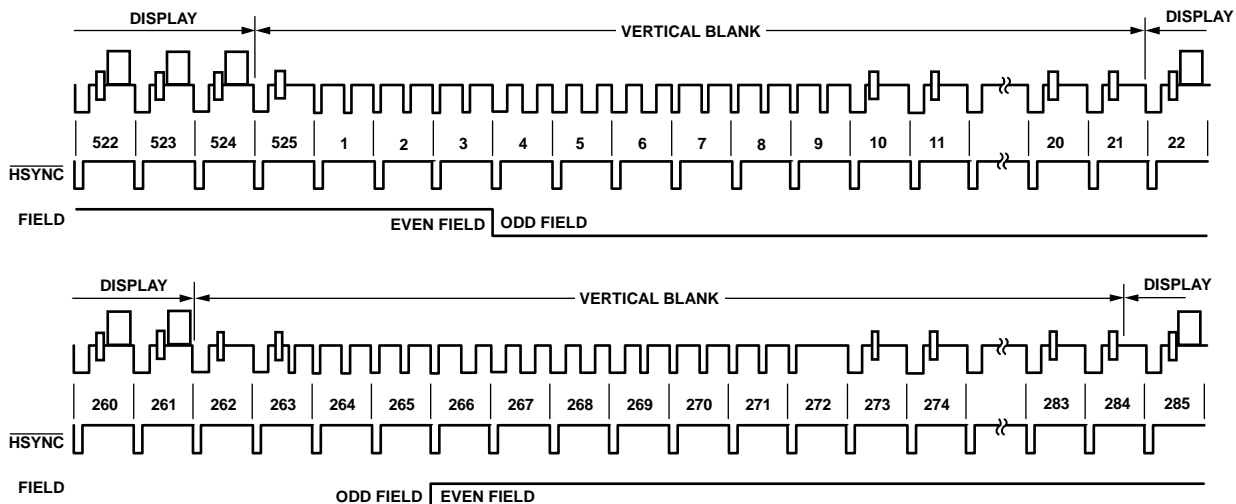 DISPLAY VERTICAL BLANK DISPLAY
522 523 524 525 1 2 3 4 5 6 7 8 9 10 11 20 21 22
HSYNC
FIELD EVEN FIELD ODD FIELD
DISPLAY VERTICAL BLANK DISPLAY
260 261 262 263 264 265 266 267 268 269 270 271 272 273 274 283 284 285
HSYNC
FIELD ODD FIELD EVEN FIELD